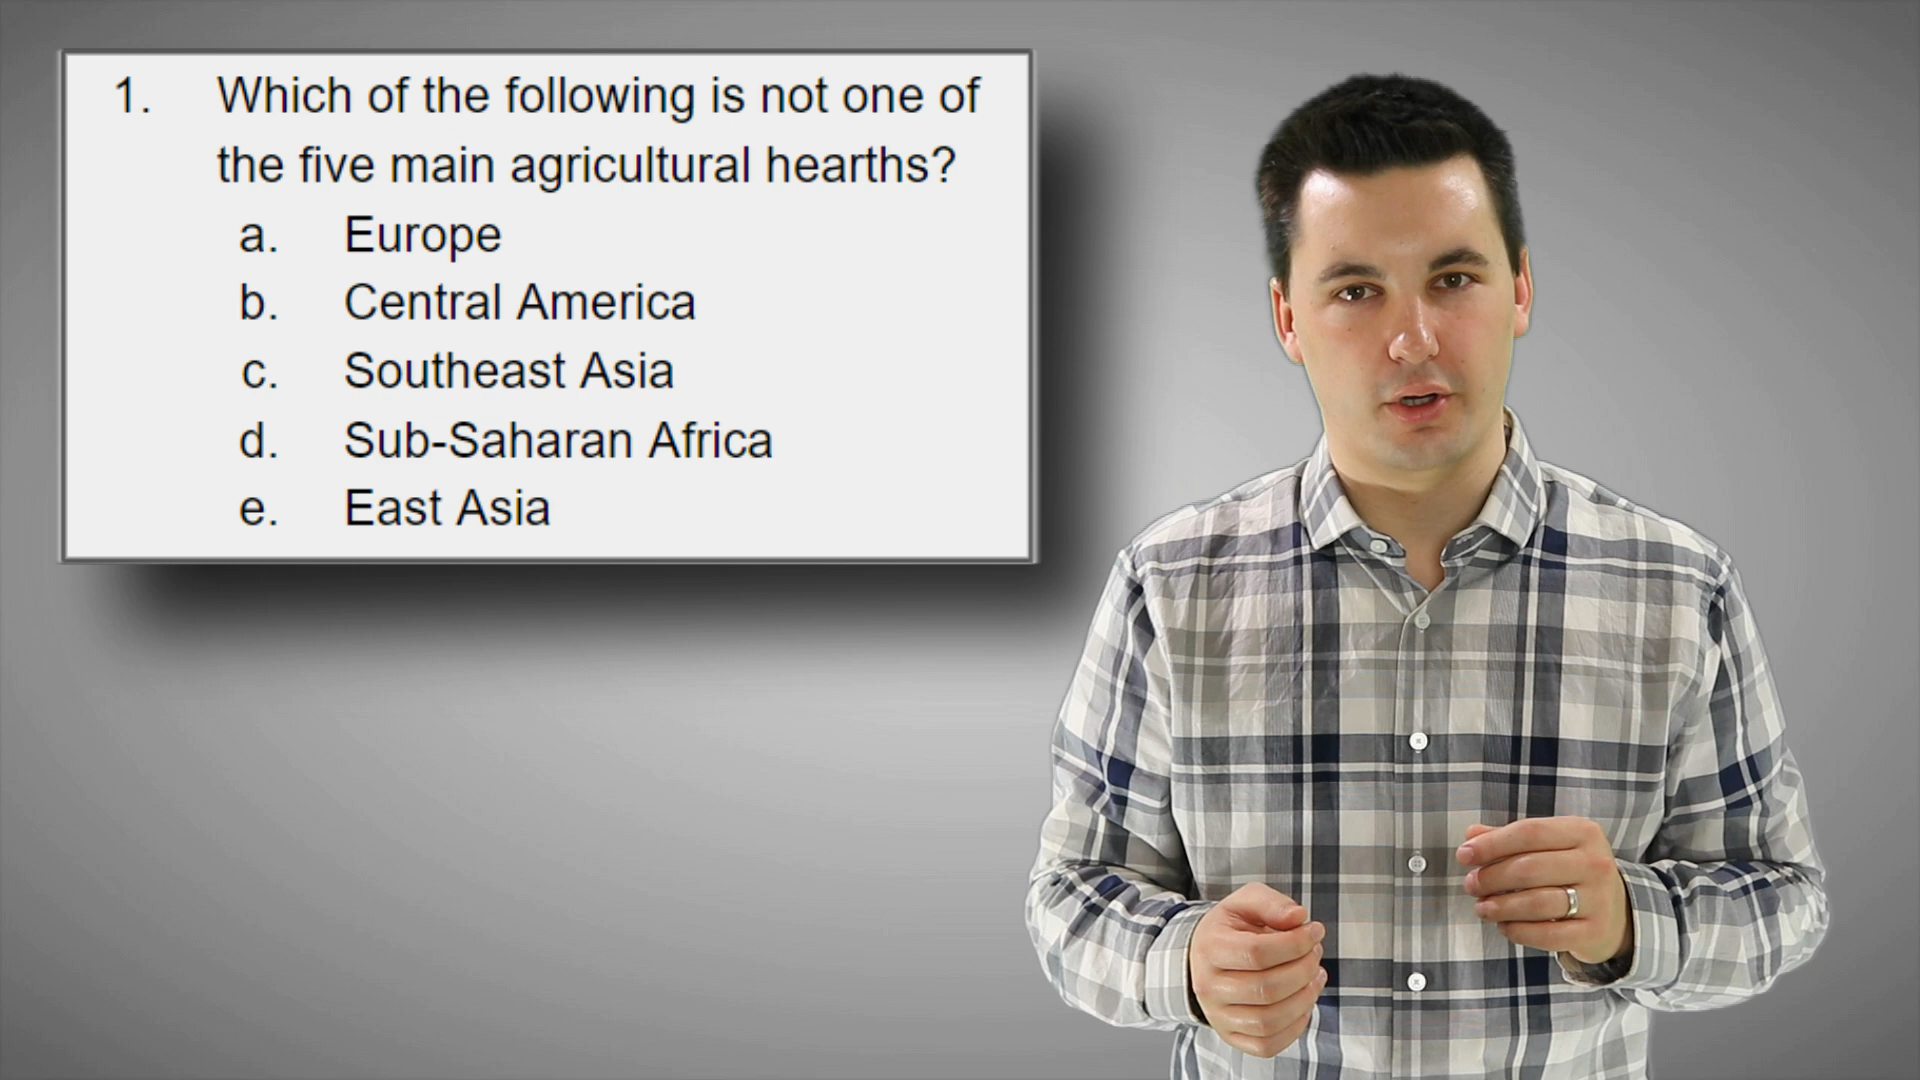 1. Which of the following is not one of
the five main agricultural hearths?
a. Europe
b. Central America
c. Southeast Asia
d. Sub-Saharan Africa
e. East Asia